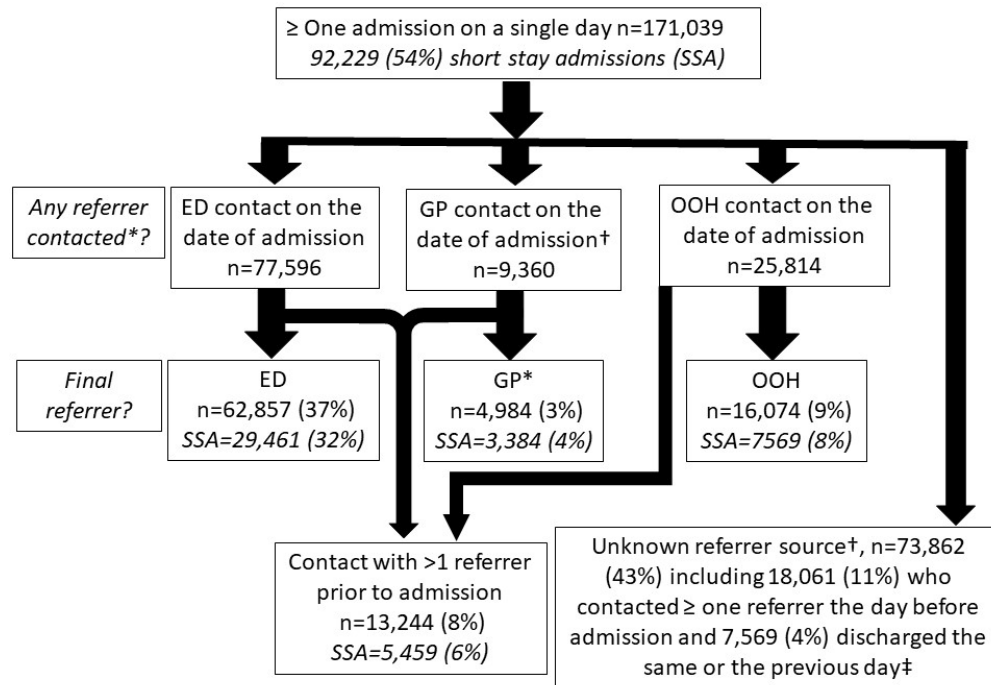 ≥ One admission on a single day n=171,039
92,229 (54%) short stay admissions (SSA)
Any referrer
contacted*?
ED contact on the
date of admission
n=77,596
GP contact on the
date of admission†
n=9,360
OOH contact on the
date of admission
n=25,814
Final
referrer?
ED
n=62,857 (37%)
SSA=29,461 (32%)
GP*
n=4,984 (3%)
SSA=3,384 (4%)
OOH
n=16,074 (9%)
SSA=7569 (8%)
Contact with >1 referrer
prior to admission
n=13,244 (8%)
SSA=5,459 (6%)
Unknown referrer source†, n=73,862
(43%) including 18,061 (11%) who
contacted ≥ one referrer the day before
admission and 7,569 (4%) discharged the
same or the previous day‡